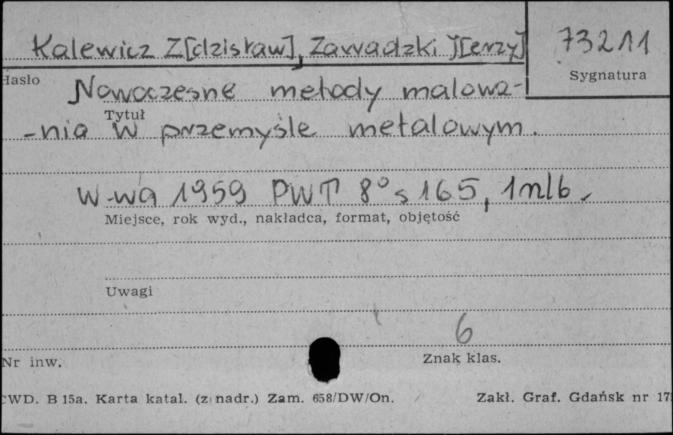 Kalewicz Z[dzisław], Zawadzki J[erzy]
73211
Hasło
Sygnatura
Nowoczesne metody malowa-
Tytuł
-nia w przemyśle metalowym.
W-wa 1959 PWT 8° s 165, 1nlb.
Miejsce, rok wyd., nakładca, format, objętość
Uwagi
6
Nr inw.
Znak klas.
CWD. B 15a. Karta katal. (z nadr.) Zam. 658/DW/On.
Zakł. Graf. Gdańsk nr 17